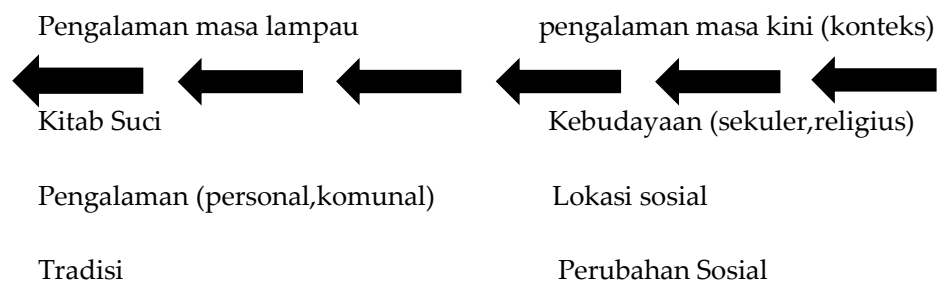 Pengalaman masa lampau pengalaman masa kini (konteks)
Kitab Suci Kebudayaan (sekuler,religius)
Pengalaman (personal,komunal) Lokasi sosial
Tradisi Perubahan Sosial